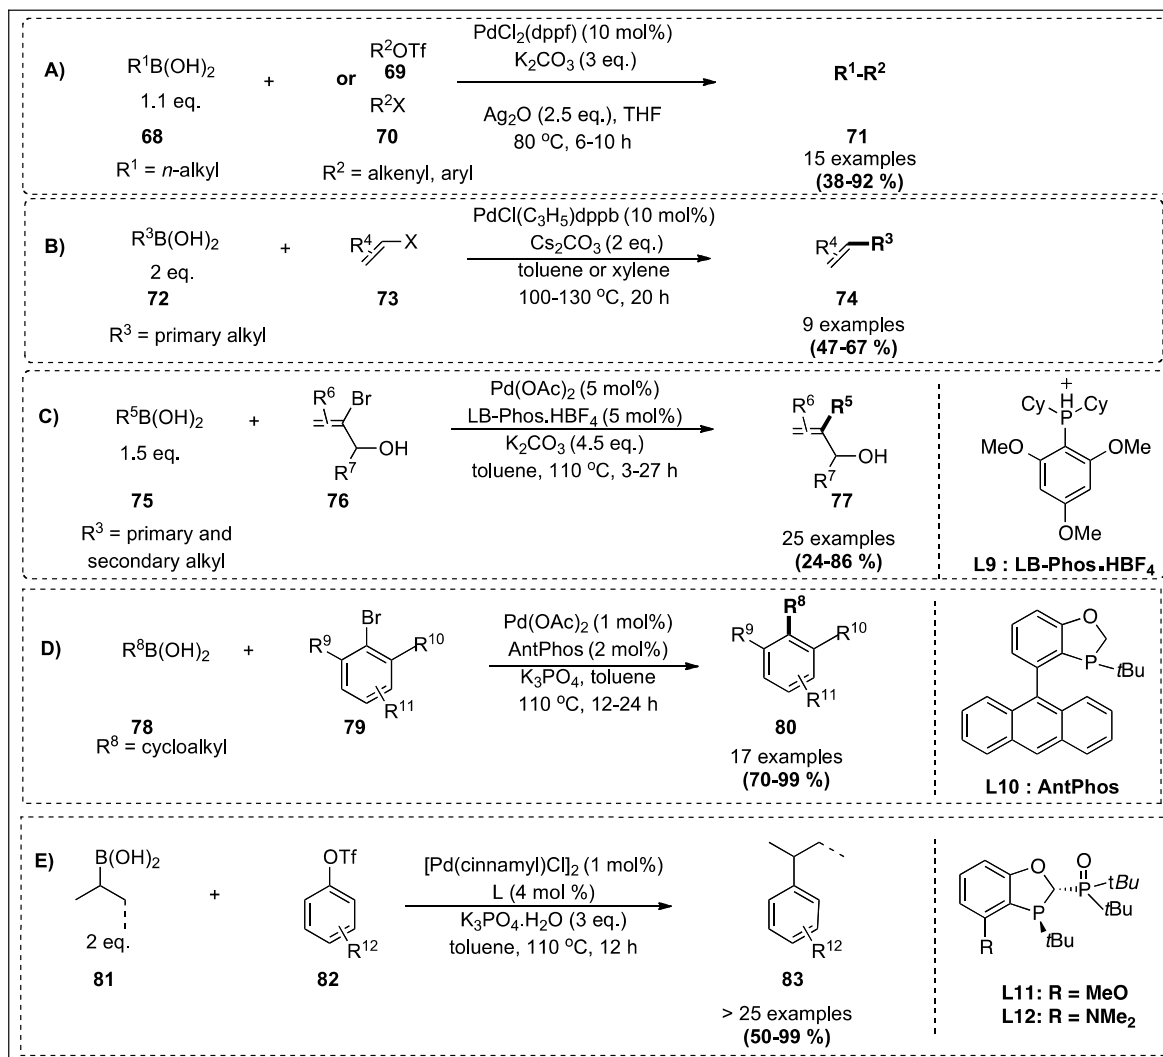 A)
R¹B(OH)₂
1.1 eq.
68
R¹ = n-alkyl
+
R²OTf
69
or
R²X
70
R² = alkenyl, aryl
PdCl₂(dppf) (10 mol%)
K₂CO₃ (3 eq.)
Ag₂O (2.5 eq.), THF
80 °C, 6-10 h
R¹-R²
71
15 examples
(38-92 %)
B)
R³B(OH)₂
2 eq.
72
R³ = primary alkyl
+
R⁴ X
73
PdCl(C₃H₅)dppb (10 mol%)
Cs₂CO₃ (2 eq.)
toluene or xylene
100-130 °C, 20 h
R⁴ R³
74
9 examples
(47-67 %)
C)
R⁵B(OH)₂
1.5 eq.
75
R³ = primary and
secondary alkyl
+
R⁶ Br
OH
R⁷
76
Pd(OAc)₂ (5 mol%)
LB-Phos.HBF₄ (5 mol%)
K₂CO₃ (4.5 eq.)
toluene, 110 °C, 3-27 h
R⁶ R⁵
OH
R⁷
77
25 examples
(24-86 %)
+
Cy H Cy
P
MeO OMe
OMe
L9 : LB-Phos.HBF₄
D)
R⁸B(OH)₂
78
R⁸ = cycloalkyl
+
Br
R⁹ R¹⁰
R¹¹
79
Pd(OAc)₂ (1 mol%)
AntPhos (2 mol%)
K₃PO₄, toluene
110 °C, 12-24 h
R⁸
R⁹ R¹⁰
R¹¹
80
17 examples
(70-99 %)
O
P tBu
L10 : AntPhos
E)
B(OH)₂
2 eq.
81
+
OTf
R¹²
82
[Pd(cinnamyl)Cl]₂ (1 mol%)
L (4 mol %)
K₃PO₄.H₂O (3 eq.)
toluene, 110 °C, 12 h
R¹²
83
> 25 examples
(50-99 %)
O O
H P tBu
P tBu
R tBu
L11: R = MeO
L12: R = NMe₂